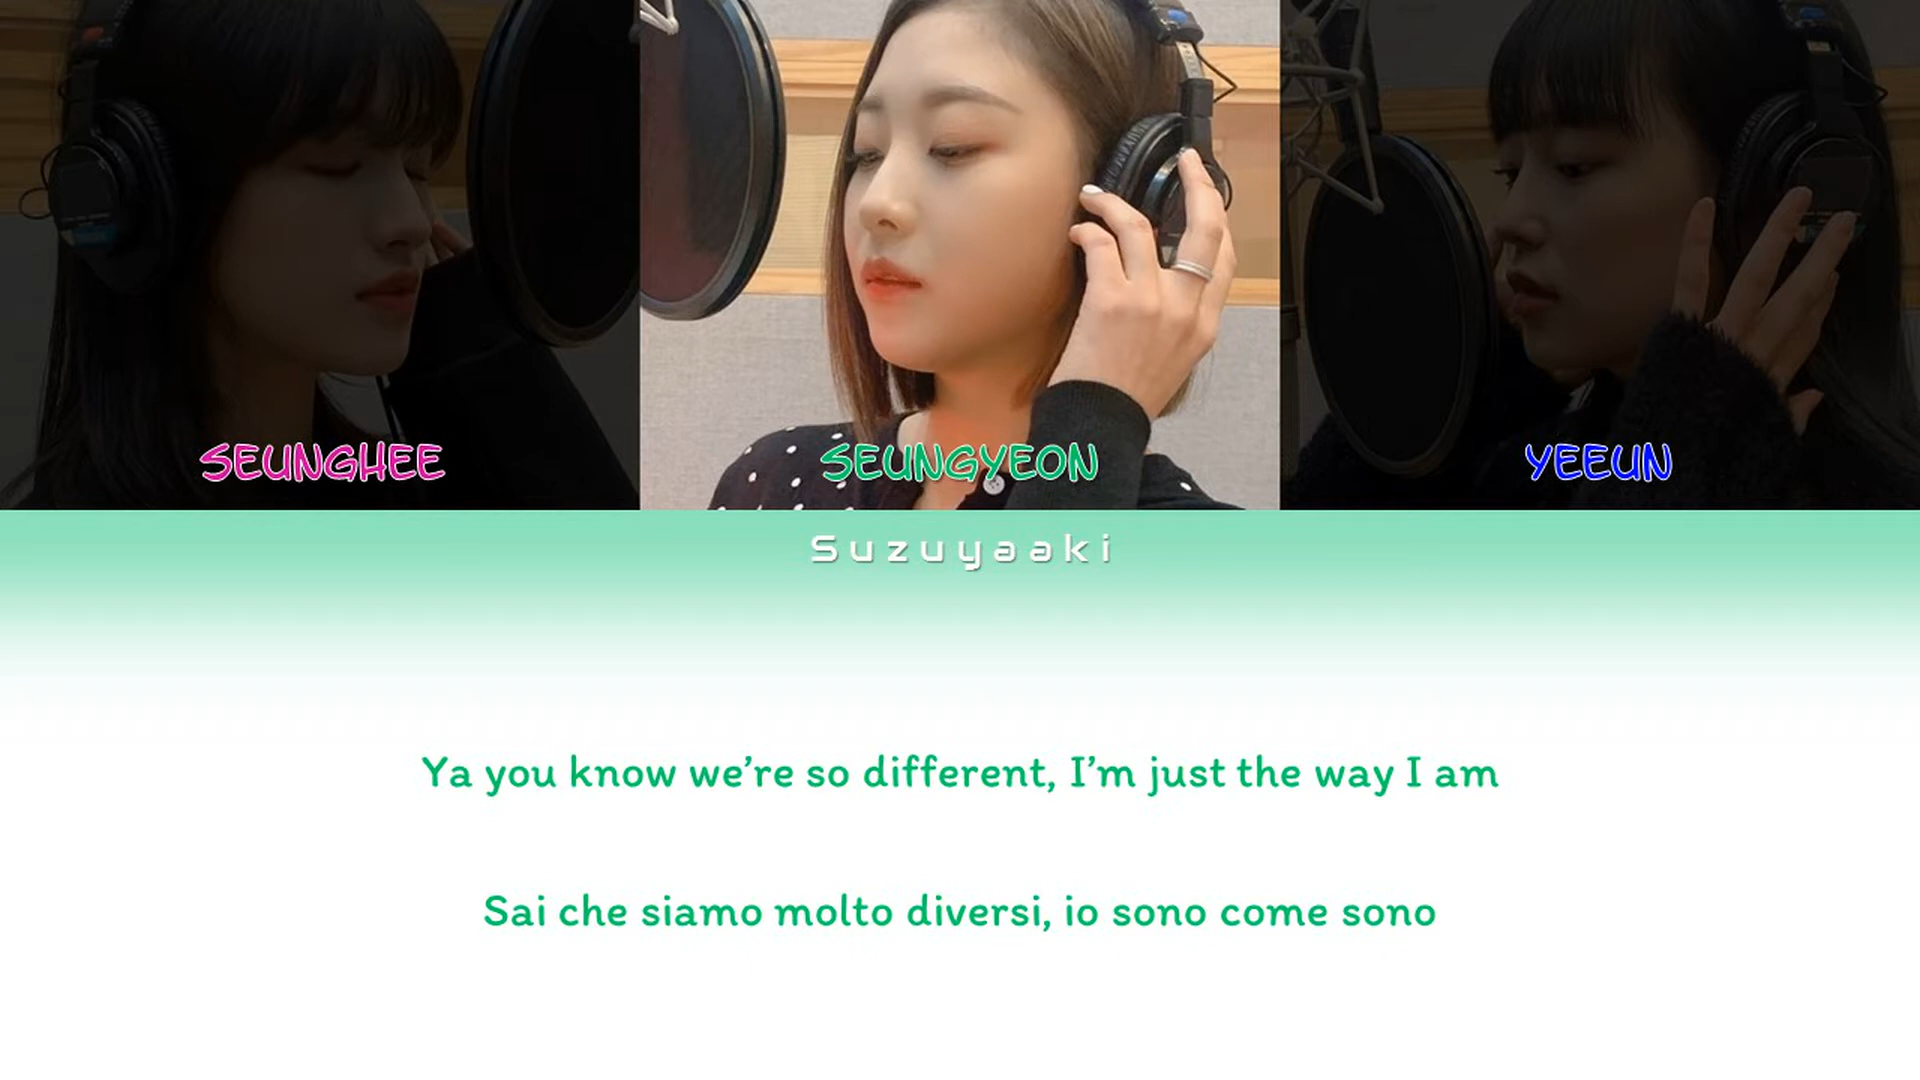 SEUNGHEE
SEUNGYEON
YEEUN
Suzuyaaki
Ya you know we’re so different, I’m just the way I am
Sai che siamo molto diversi, io sono come sono